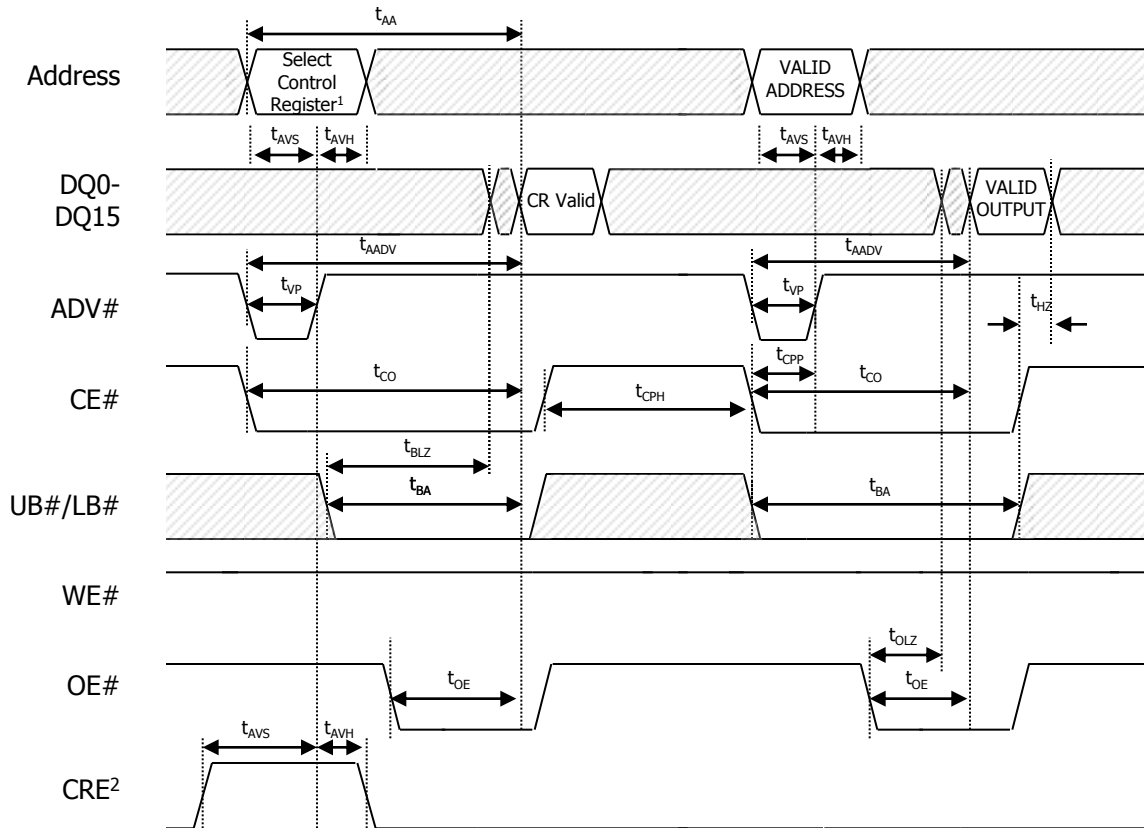 tAA
Address
Select
Control
Register1
VALID
ADDRESS
tAVS
tAVH
tAVS
tAVH
DQ0-
DQ15
CR Valid
VALID
OUTPUT
tAADV
tAADV
ADV#
tVP
tVP
tHZ
CE#
tCO
tCPH
tCPP
tCO
tBLZ
UB#/LB#
tBA
tBA
WE#
OE#
tOE
tOLZ
tOE
tAVS
tAVH
CRE2